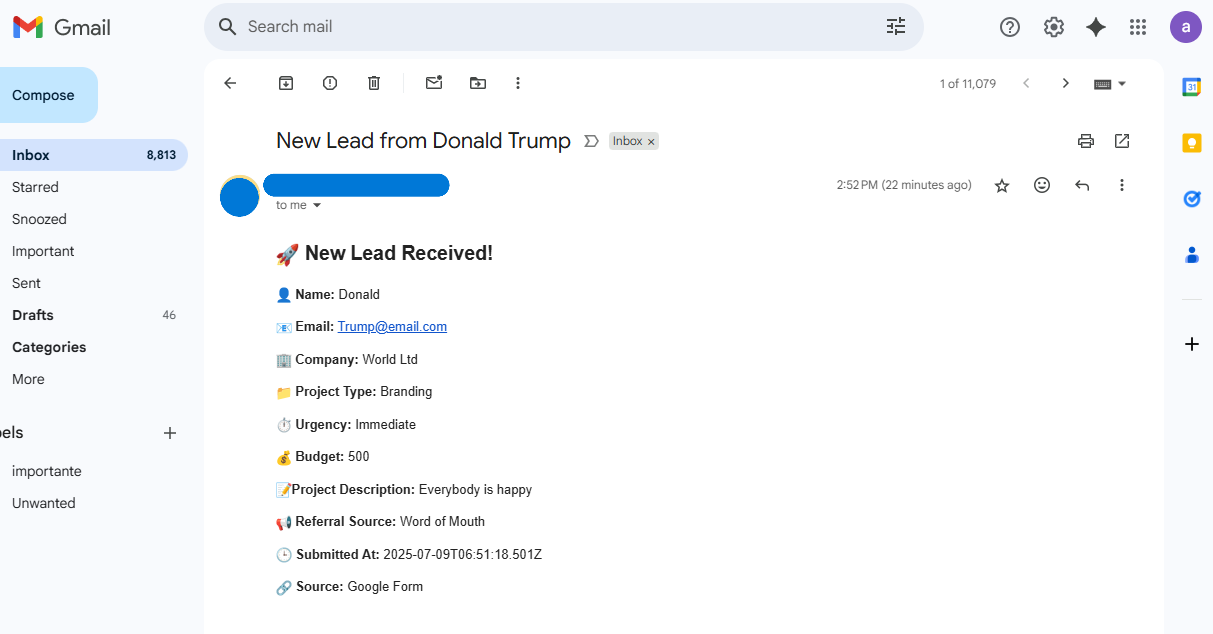 Gmail
Search mail
a
Compose
1 of 11,079
Inbox 8,813
Starred
Snoozed
Important
Sent
Drafts 46
Categories
More
els
importante
Unwanted
New Lead from Donald Trump Inbox x
2:52 PM (22 minutes ago)
to me
🚀 New Lead Received!
👤 Name: Donald
📧 Email: Trump@email.com
🏢 Company: World Ltd
📁 Project Type: Branding
⏱️ Urgency: Immediate
💰 Budget: 500
📝Project Description: Everybody is happy
📢 Referral Source: Word of Mouth
🕒 Submitted At: 2025-07-09T06:51:18.501Z
🔗 Source: Google Form
31